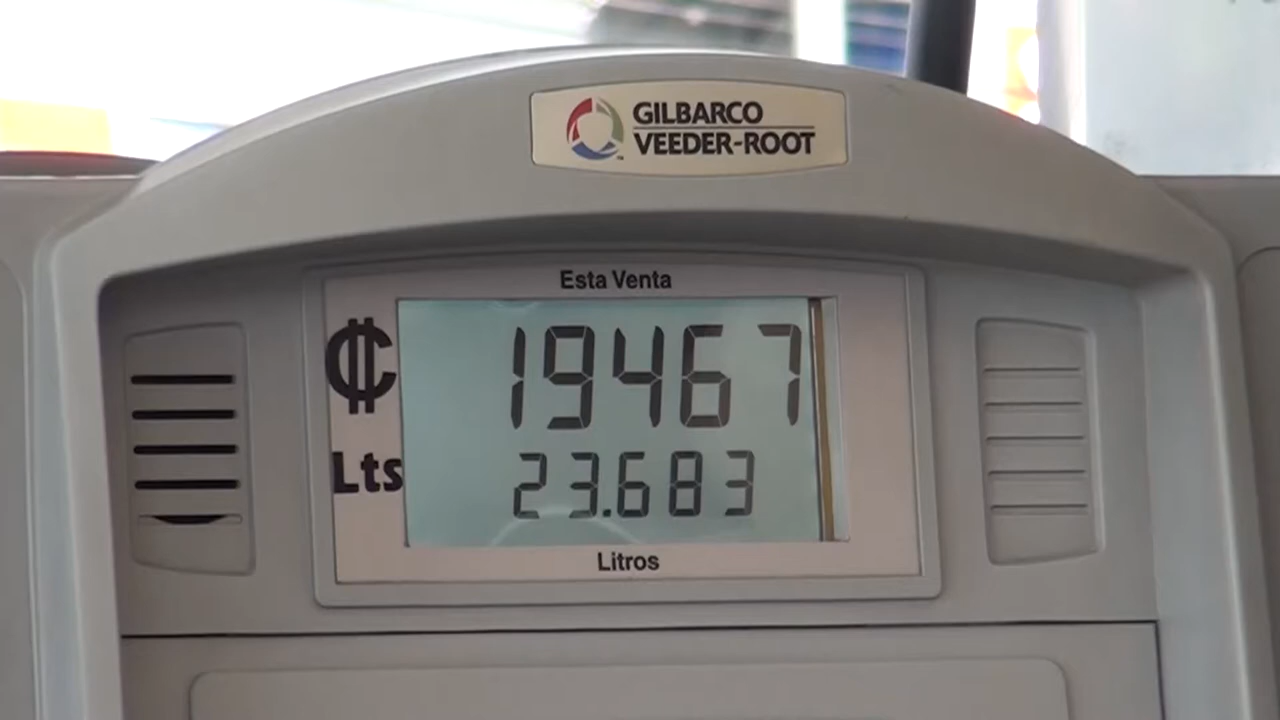 GILBARCO
VEEDER-ROOT
Esta Venta
₡ 19467
Lts 23.683
Litros